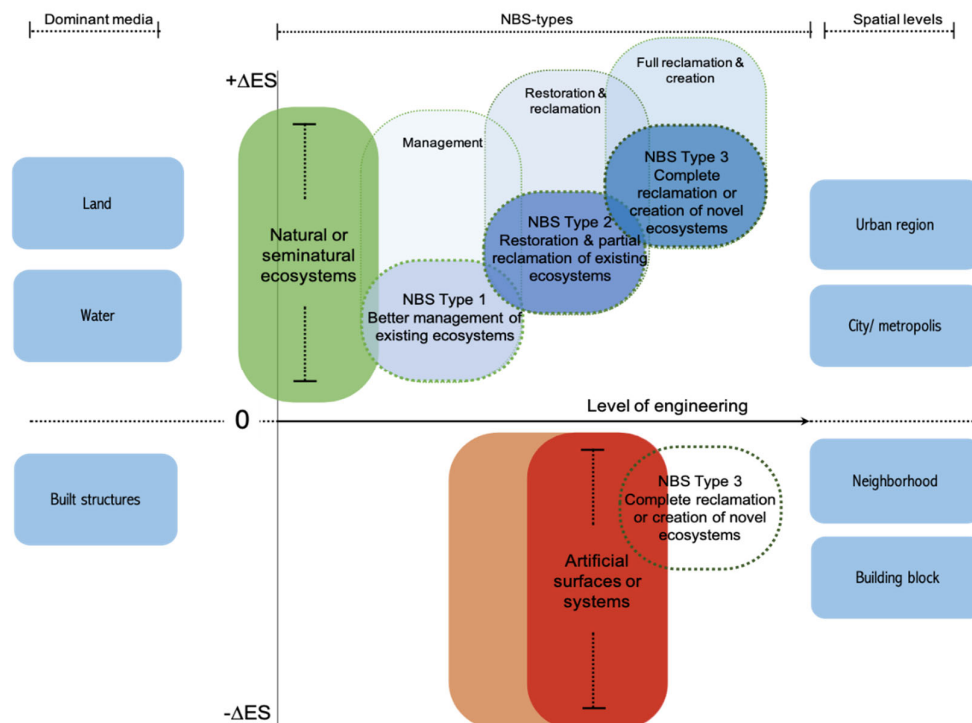 Dominant media
NBS-types
Spatial levels
+ΔES
Full reclamation &
creation
Restoration &
reclamation
Management
Land
Water
Natural or
seminatural
ecosystems
NBS Type 1
Better management of
existing ecosystems
NBS Type 2
Restoration & partial
reclamation of existing
ecosystems
NBS Type 3
Complete
reclamation or
creation of novel
ecosystems
Urban region
City/ metropolis
0
Level of engineering
Built structures
Artificial
surfaces or
systems
NBS Type 3
Complete reclamation
or creation of novel
ecosystems
Neighborhood
Building block
-ΔES